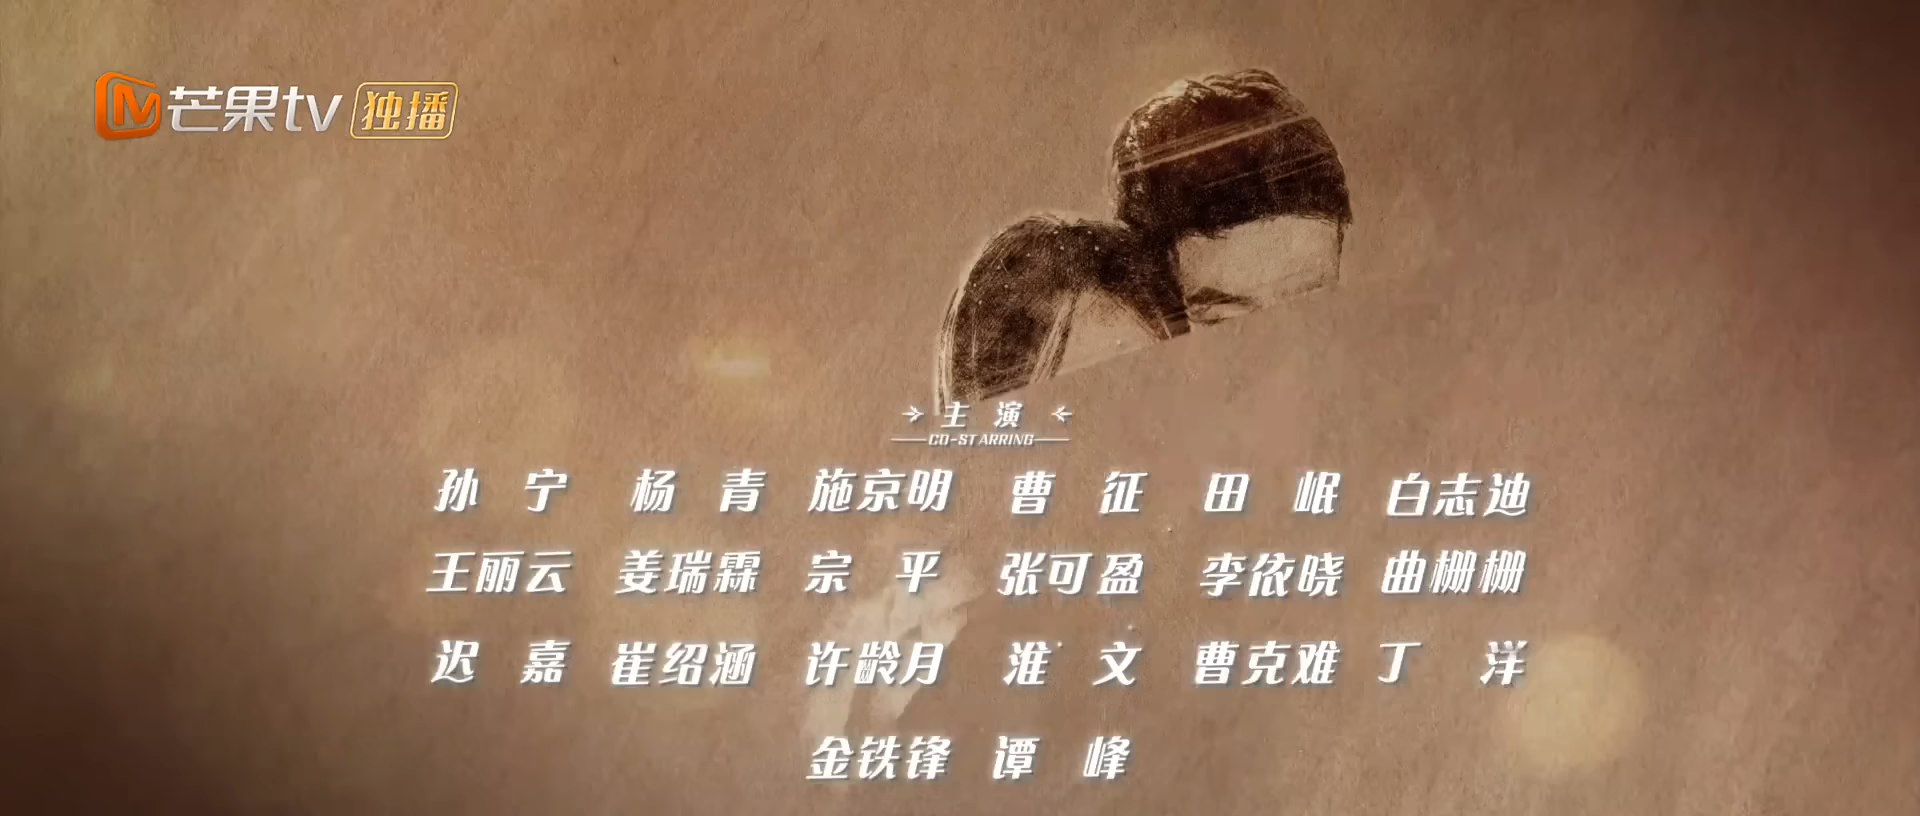 芒果tv 独播
主 演
CO-STARRING
孙 宁 杨 青 施京明 曹 征 田 岷 白志迪
王丽云 姜瑞霖 宗 平 张可盈 李依晓 曲栅栅
迟 嘉 崔绍涵 许龄月 淮 文 曹克难 丁 洋
金铁锋 谭 峰